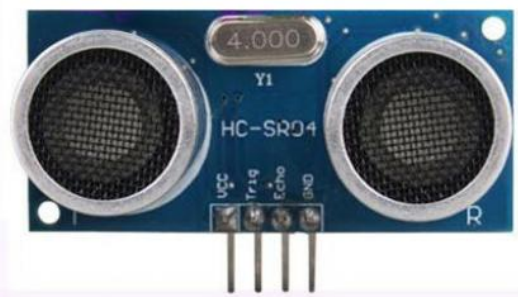 4.000
Y1
HC-SR04
VCC Trig Echo GND
T
R